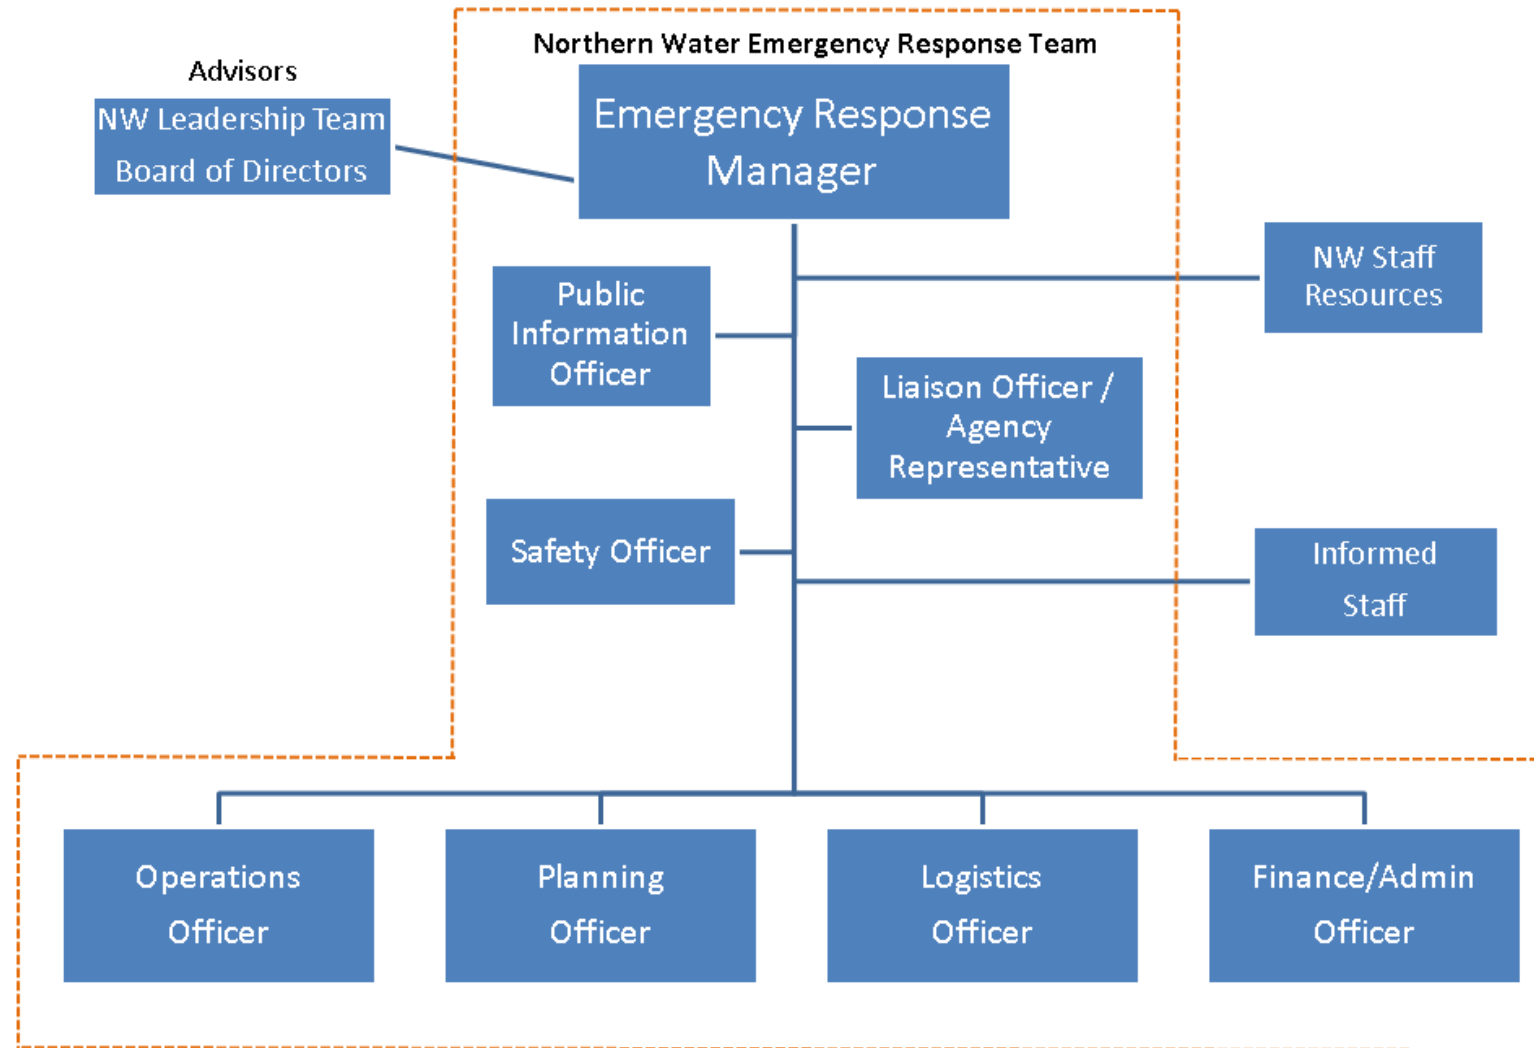 Northern Water Emergency Response Team
Advisors
NW Leadership Team
Board of Directors
Emergency Response
Manager
NW Staff
Resources
Public
Information
Officer
Liaison Officer /
Agency
Representative
Safety Officer
Informed
Staff
Operations
Officer
Planning
Officer
Logistics
Officer
Finance/Admin
Officer